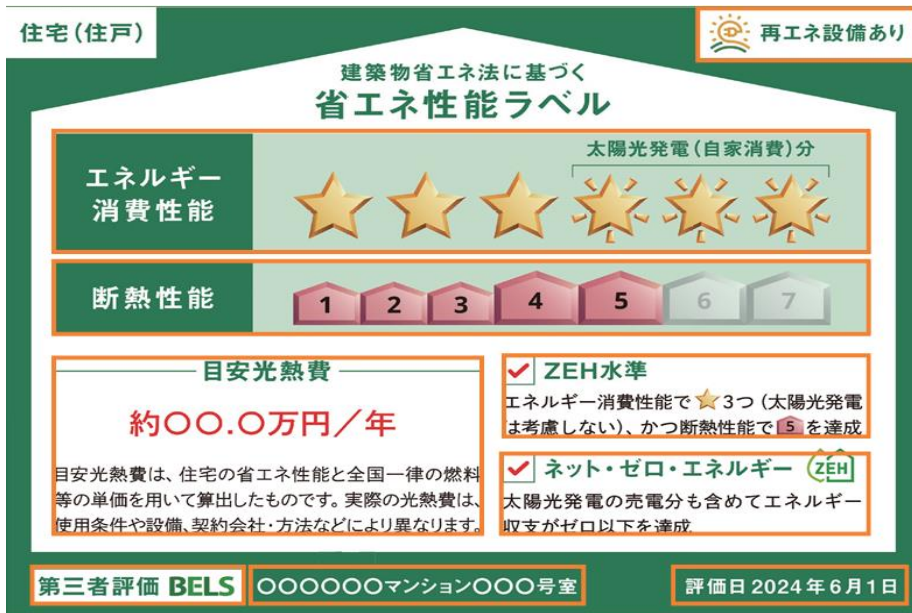 住宅(住戸)
再エネ設備あり
建築物省エネ法に基づく
省エネ性能ラベル
エネルギー
消費性能
太陽光発電(自家消費)分
断熱性能
1 2 3 4 5 6 7
目安光熱費
約〇〇.〇万円/年
目安光熱費は、住宅の省エネ性能と全国一律の燃料
等の単価を用いて算出したものです。実際の光熱費は、
使用条件や設備、契約会社・方法などにより異なります。
ZEH水準
エネルギー消費性能で⭐3つ(太陽光発電
は考慮しない)、かつ断熱性能で5を達成
ネット・ゼロ・エネルギー ZEH
太陽光発電の売電分も含めてエネルギー
収支がゼロ以下を達成
第三者評価 BELS
〇〇〇〇〇〇マンション〇〇〇号室
評価日2024年6月1日